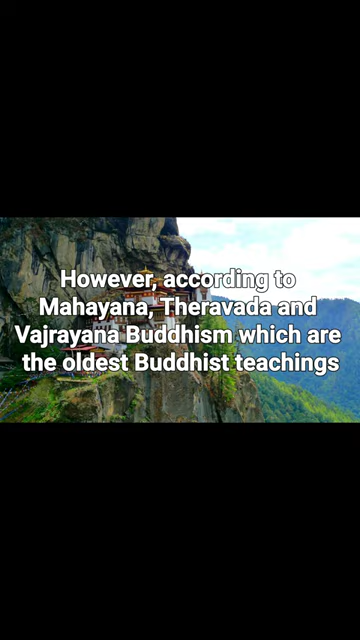 However, according to
Mahayana, Theravada and
Vajrayana Buddhism which are
the oldest Buddhist teachings